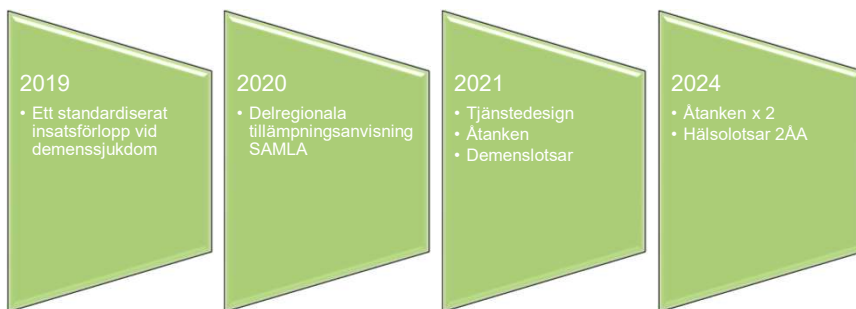 2019
• Ett standardiserat
insatsförlopp vid
demenssjukdom
2020
• Delregionala
tillämpningsanvisning
SAMLA
2021
• Tjänstedesign
• Åtanken
• Demenslotsar
2024
• Åtanken x 2
• Hälsolotsar 2ÅA